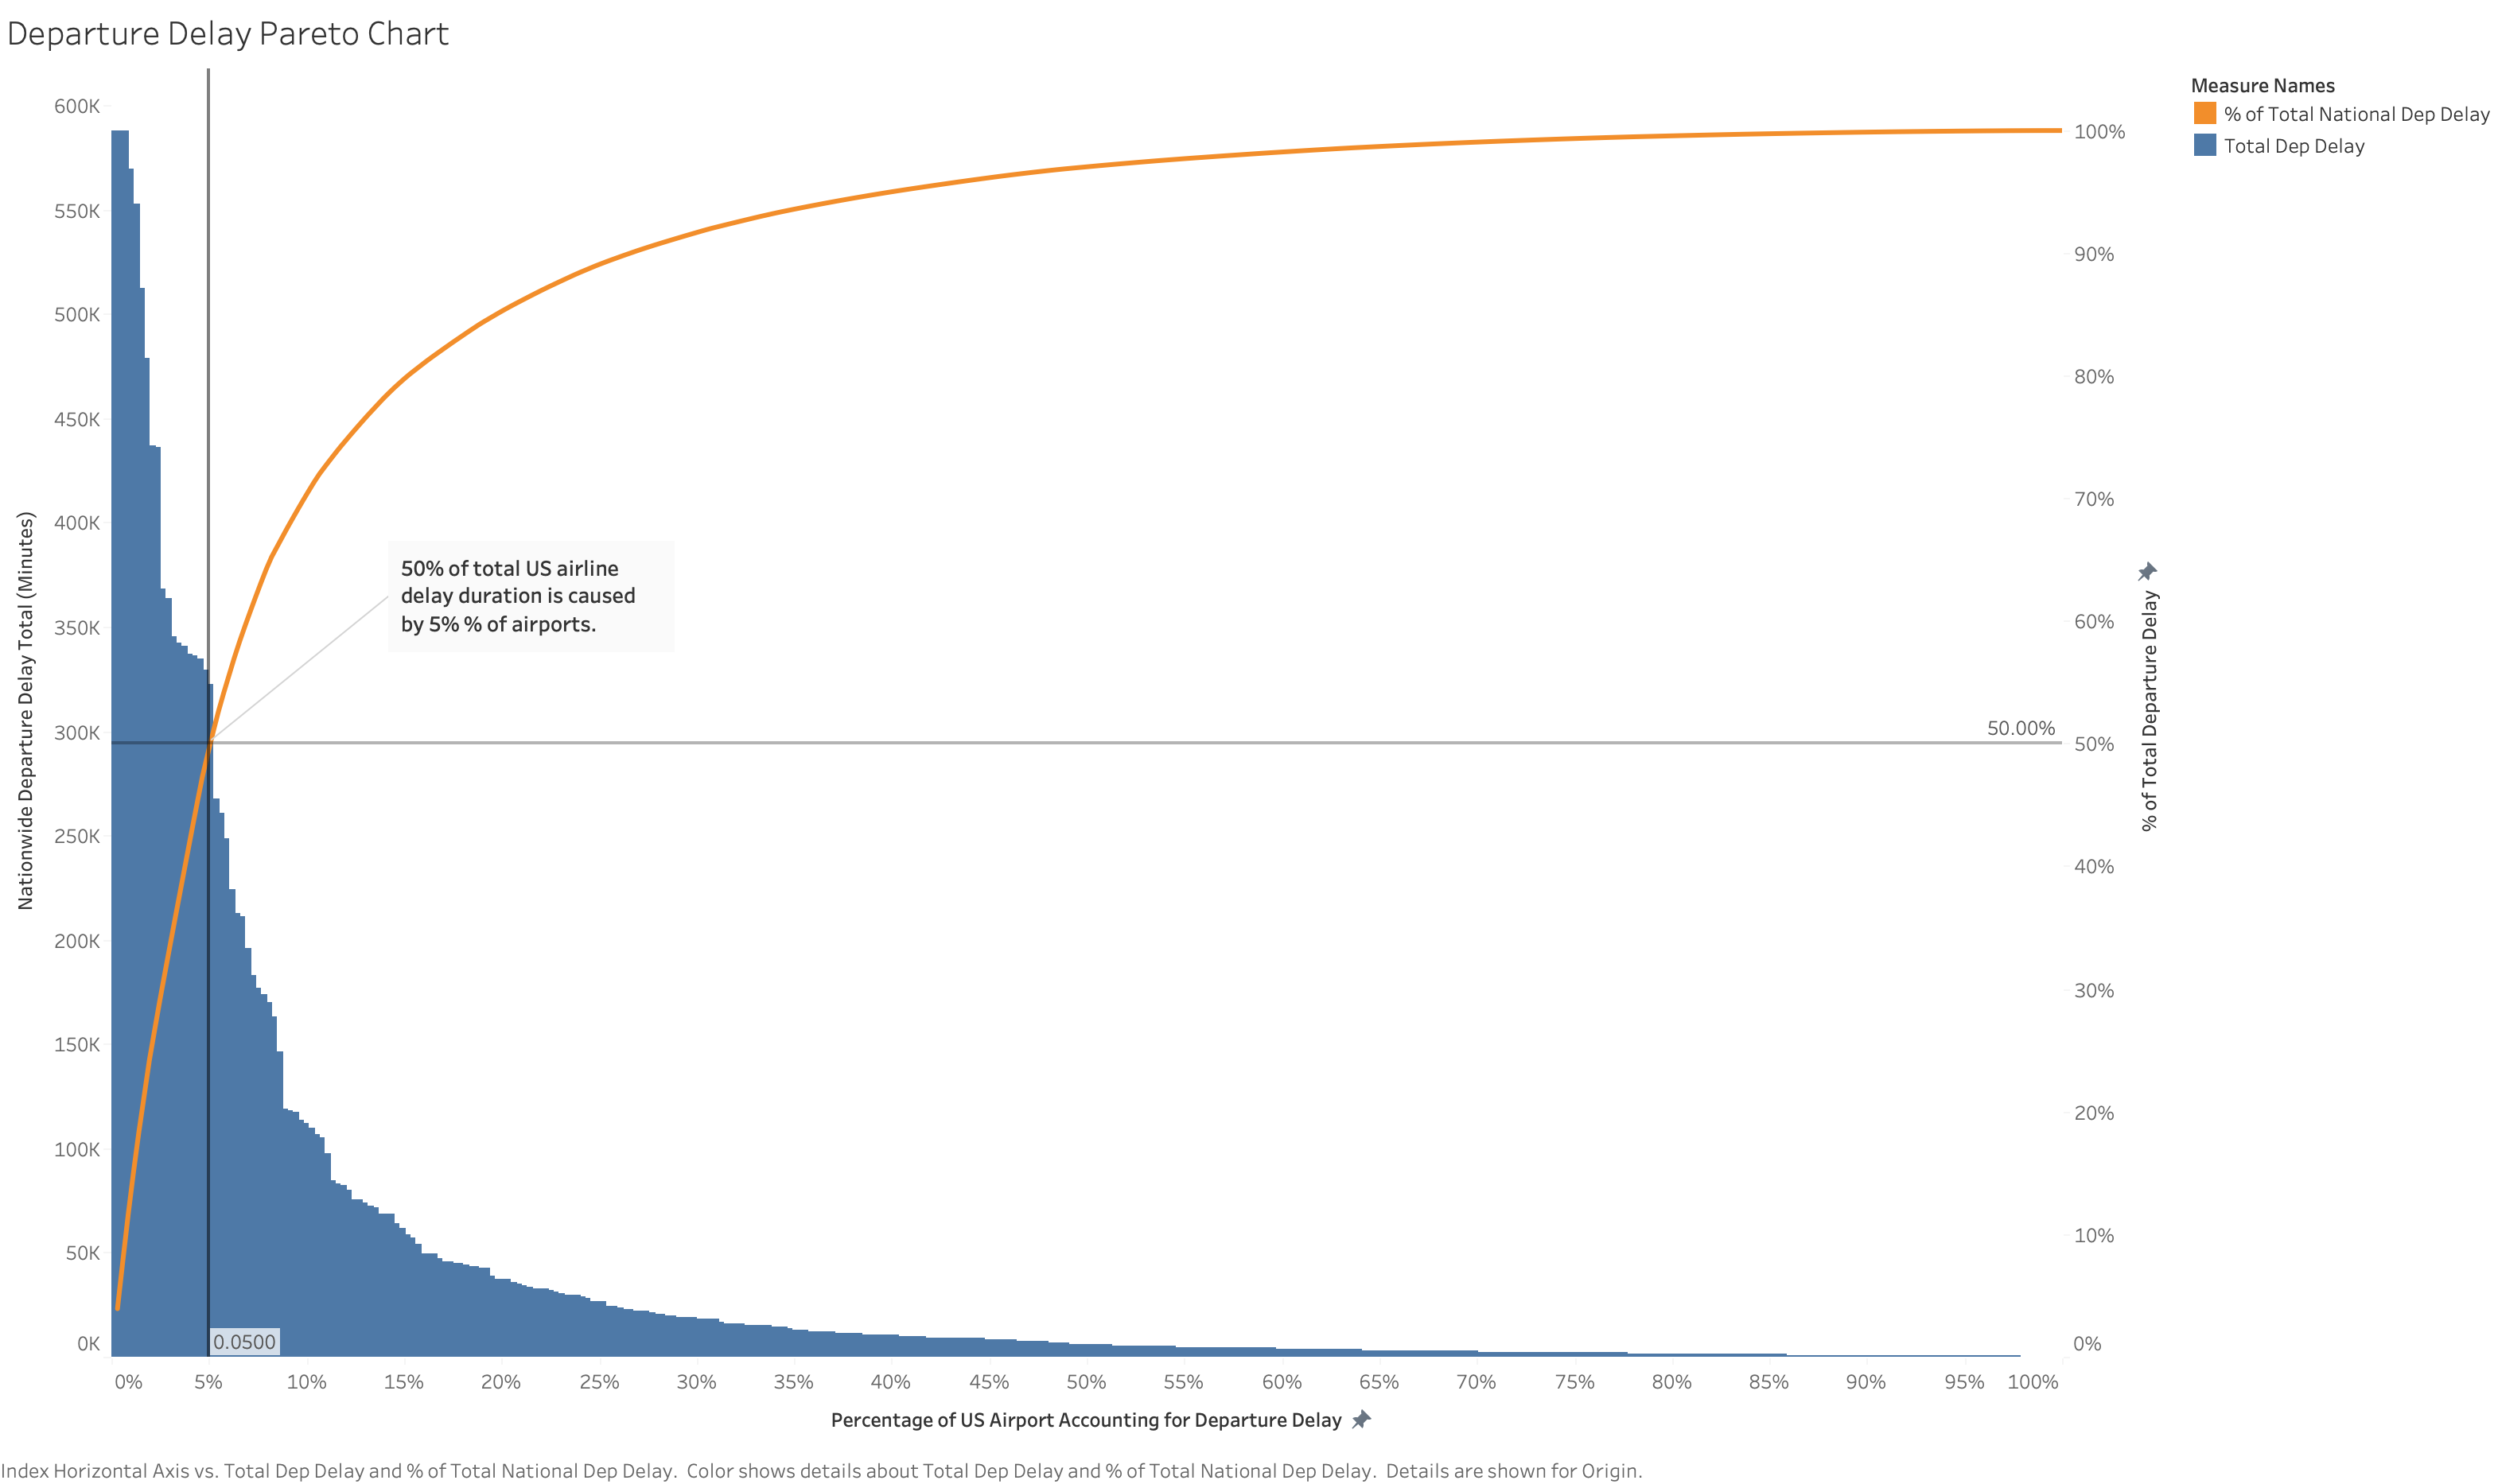 Departure Delay Pareto Chart
Measure Names
% of Total National Dep Delay
Total Dep Delay
Nationwide Departure Delay Total (Minutes)
600K
550K
500K
450K
400K
350K
300K
250K
200K
150K
100K
50K
0K
50% of total US airline
delay duration is caused
by 5% % of airports.
50.00%
0.0500
100%
90%
80%
70%
60%
50%
40%
30%
20%
10%
0%
% of Total Departure Delay
0% 5% 10% 15% 20% 25% 30% 35% 40% 45% 50% 55% 60% 65% 70% 75% 80% 85% 90% 95% 100%
Percentage of US Airport Accounting for Departure Delay
Index Horizontal Axis vs. Total Dep Delay and % of Total National Dep Delay.  Color shows details about Total Dep Delay and % of Total National Dep Delay.  Details are shown for Origin.